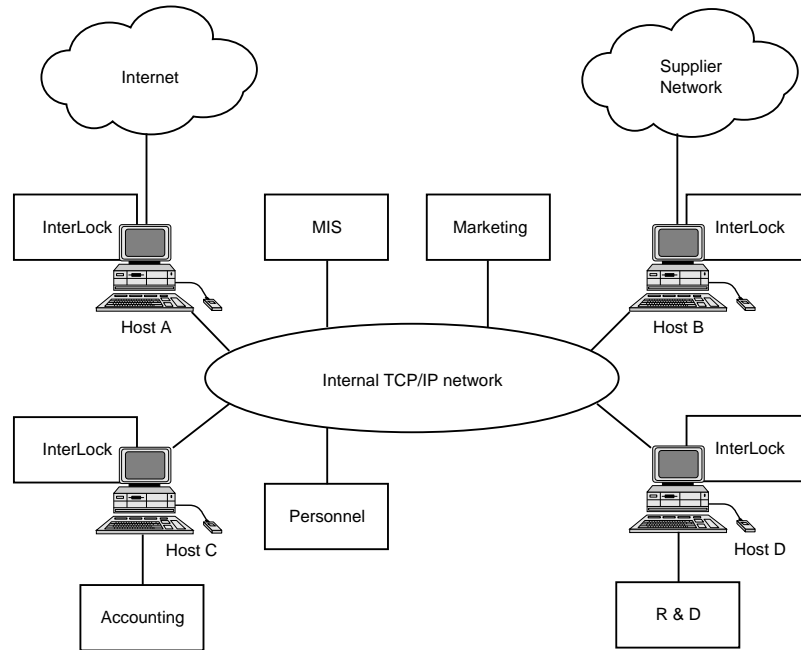 Internet
Supplier
Network
InterLock
MIS
Marketing
InterLock
Host A
Host B
Internal TCP/IP network
InterLock
InterLock
Personnel
Host C
Host D
Accounting
R & D